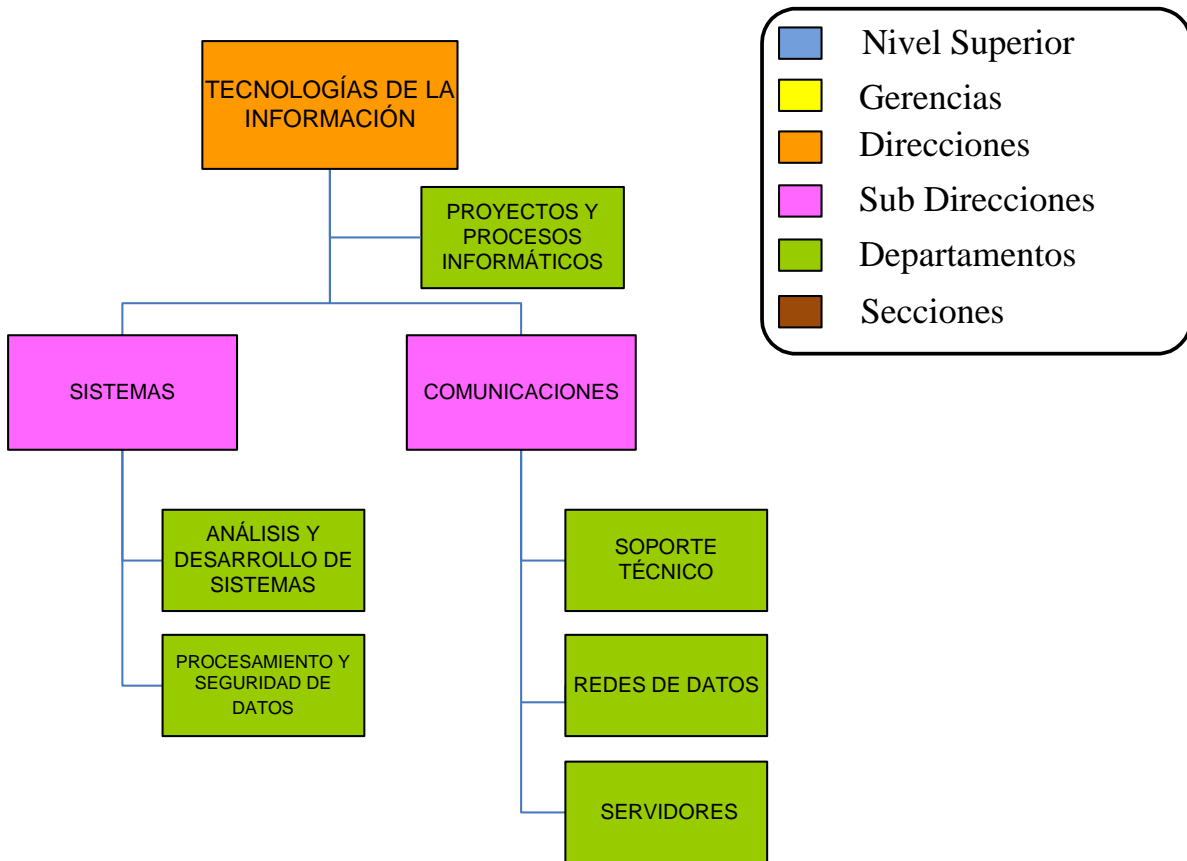 TECNOLOGÍAS DE LA
INFORMACIÓN
PROYECTOS Y
PROCESOS
INFORMÁTICOS
SISTEMAS
COMUNICACIONES
ANÁLISIS Y
DESARROLLO DE
SISTEMAS
PROCESAMIENTO Y
SEGURIDAD DE
DATOS
SOPORTE
TÉCNICO
REDES DE DATOS
SERVIDORES
Nivel Superior
Gerencias
Direcciones
Sub Direcciones
Departamentos
Secciones